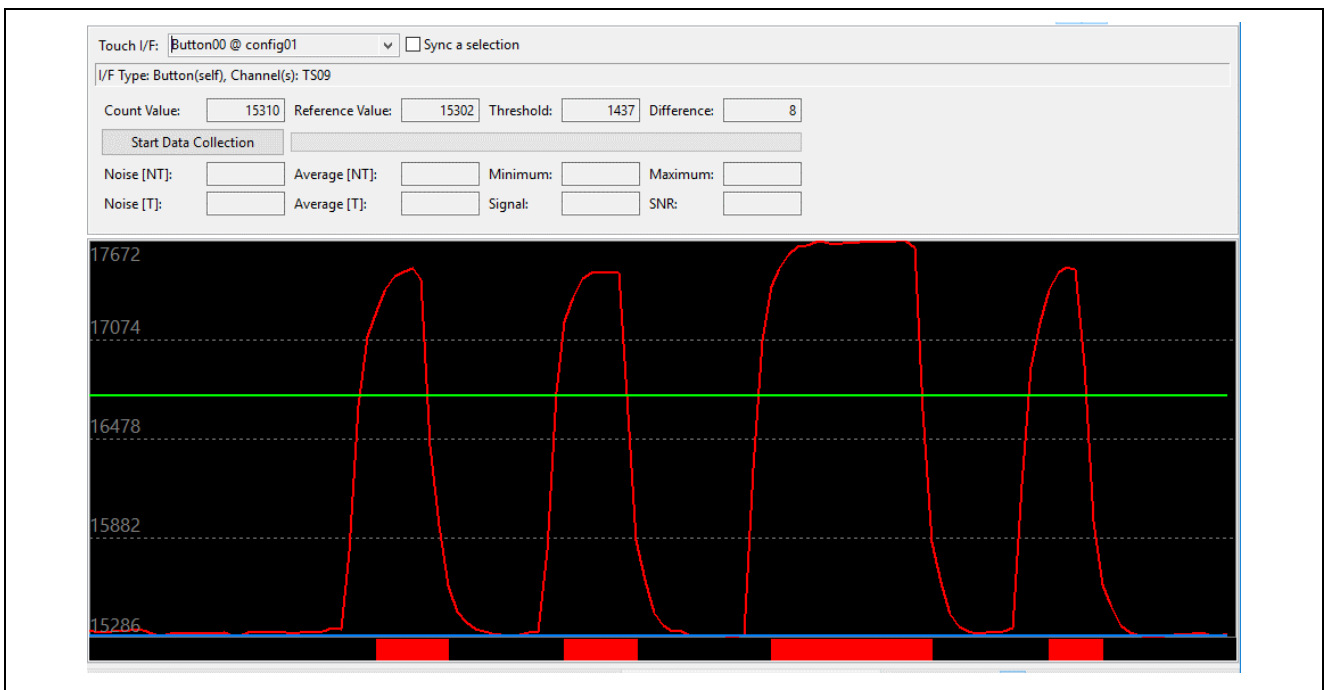 Touch I/F: Button00 @ config01 Sync a selection
I/F Type: Button(self), Channel(s): TS09
Count Value: 15310 Reference Value: 15302 Threshold: 1437 Difference: 8
Start Data Collection
Noise [NT]: Average [NT]: Minimum: Maximum:
Noise [T]: Average [T]: Signal: SNR:
17672
17074
16478
15882
15286